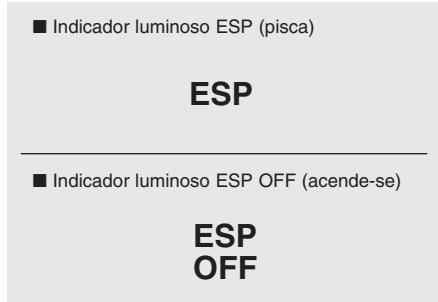 ■ Indicador luminoso ESP (pisca)
ESP
■ Indicador luminoso ESP OFF (acende-se)
ESP
OFF